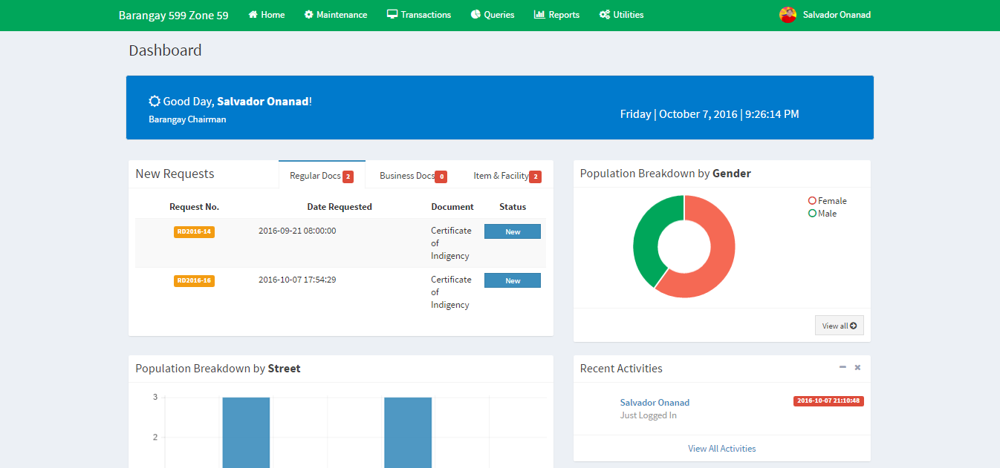 Barangay 599 Zone 59 Home Maintenance Transactions Queries Reports Utilities Salvador Onanad
Dashboard
Good Day, Salvador Onanad!
Barangay Chairman
Friday | October 7, 2016 | 9:26:14 PM
New Requests Regular Docs 2 Business Docs 0 Item & Facility 2
Request No. Date Requested Document Status
RD2016-14 2016-09-21 08:00:00 Certificate of Indigency New
RD2016-16 2016-10-07 17:54:29 Certificate of Indigency New
Population Breakdown by Gender
Female
Male
View all
Population Breakdown by Street
3
2
Recent Activities
Salvador Onanad 2016-10-07 21:10:48
Just Logged In
View All Activities